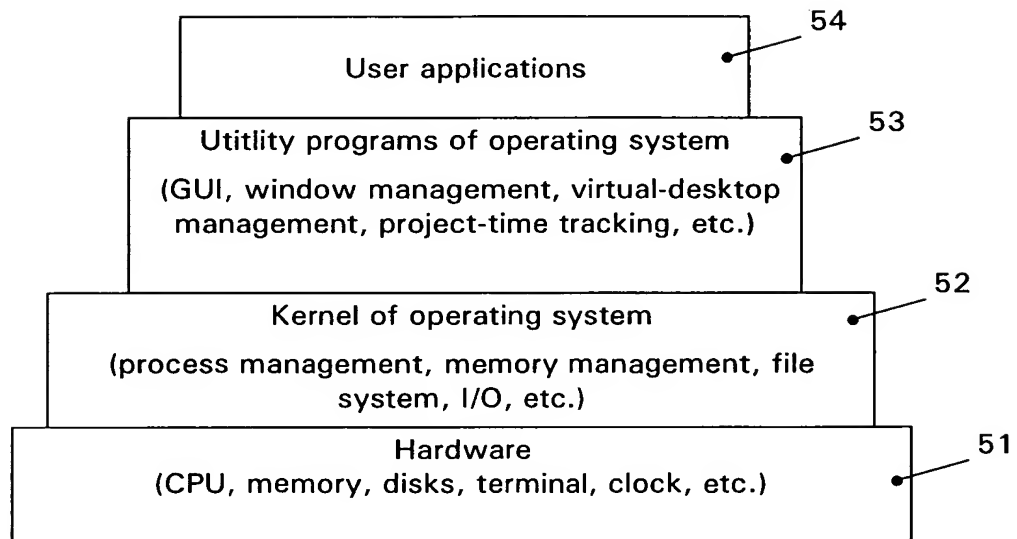 54
User applications
53
Utitlity programs of operating system
(GUI, window management, virtual-desktop
management, project-time tracking, etc.)
52
Kernel of operating system
(process management, memory management, file
system, I/O, etc.)
51
Hardware
(CPU, memory, disks, terminal, clock, etc.)